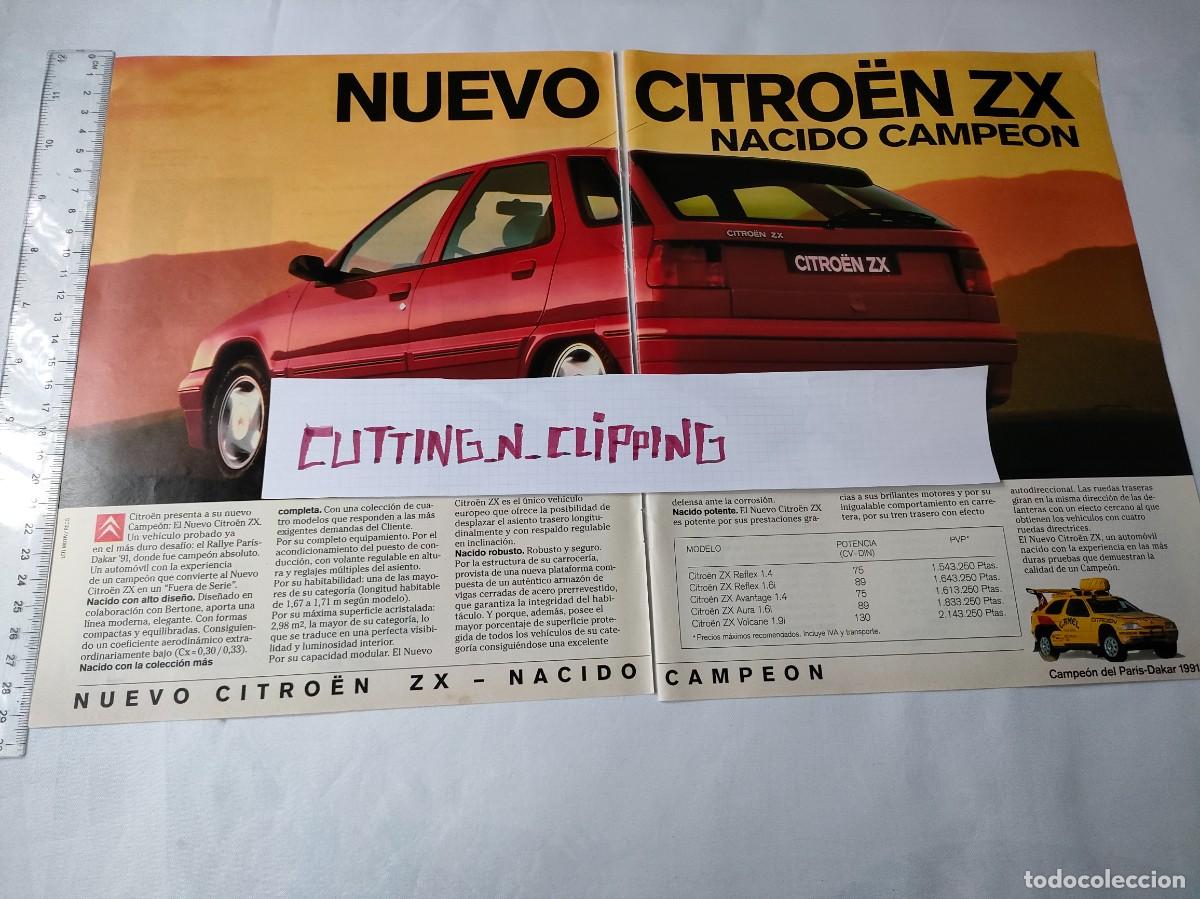 NUEVO CITROËN ZX
NACIDO CAMPEON
CITROËN ZX
CITROËN ZX
CUTTING_N_CLIPPING
Citroën presenta a su nuevo
Campeón: El Nuevo Citroën ZX.
Un vehículo probado ya
en el más duro desafío: el Rallye París-
Dakar '91, donde fue campeón absoluto.
Un automóvil con la experiencia
de un campeón que convierte al Nuevo
Citroën ZX en un "Fuera de Serie".
Nacido con alto diseño. Diseñado en
colaboración con Bertone, aporta una
línea moderna, elegante. Con formas
compactas y equilibradas. Consiguien-
do un coeficiente aerodinámico extra-
ordinariamente bajo (Cx=0,30/0,33).
Nacido con la colección más
completa. Con una colección de cua-
tro modelos que responden a las más
exigentes demandas del Cliente.
Por su completo equipamiento. Por el
acondicionamiento del puesto de con-
ducción, con volante regulable en altu-
ra y reglajes múltiples del asiento.
Por su habitabilidad: una de las mayo-
res de su categoría (longitud habitable
de 1,67 a 1,71 m según modelo).
Por su máxima superficie acristalada:
2,98 m2, la mayor de su categoría, lo
que se traduce en una perfecta visibi-
lidad y luminosidad interior.
Por su capacidad modular. El Nuevo
Citroën ZX es el único vehículo
europeo que ofrece la posibilidad de
desplazar el asiento trasero longitu-
dinalmente y con respaldo regulable
en inclinación.
Nacido robusto. Robusto y seguro.
Por la estructura de su carrocería,
provista de una nueva plataforma com-
puesta de un auténtico armazón de
vigas cerradas de acero prerrevestido,
que garantiza la integridad del habi-
táculo. Y porque, además, posee el
mayor porcentaje de superficie prote-
gida de todos los vehículos de su cate-
goría consiguiéndose una excelente
defensa ante la corrosión.
Nacido potente. El Nuevo Citroën ZX
es potente por sus prestaciones gra-
cias a sus brillantes motores y por su
inigualable comportamiento en carre-
tera, por su tren trasero con efecto
autodireccional. Las ruedas traseras
giran en la misma dirección de las de-
lanteras con un efecto cercano al que
obtienen los vehículos con cuatro
ruedas directrices.
El Nuevo Citroën ZX, un automóvil
nacido con la experiencia en las más
duras pruebas que demuestran la
calidad de un Campeón.
MODELO POTENCIA (CV-DIN) PVP*
Citroën ZX Reflex 1.4 75 1.543.250 Ptas.
Citroën ZX Reflex 1.6i 89 1.643.250 Ptas.
Citroën ZX Avantage 1.4 75 1.613.250 Ptas.
Citroën ZX Aura 1.6i 89 1.833.250 Ptas.
Citroën ZX Volcane 1.9i 130 2.143.250 Ptas.
*Precios máximos recomendados. Incluye IVA y transporte.
CAMEL
CITROËN
Campeón del París-Dakar 1991
NUEVO CITROËN ZX – NACIDO CAMPEON
todocoleccion